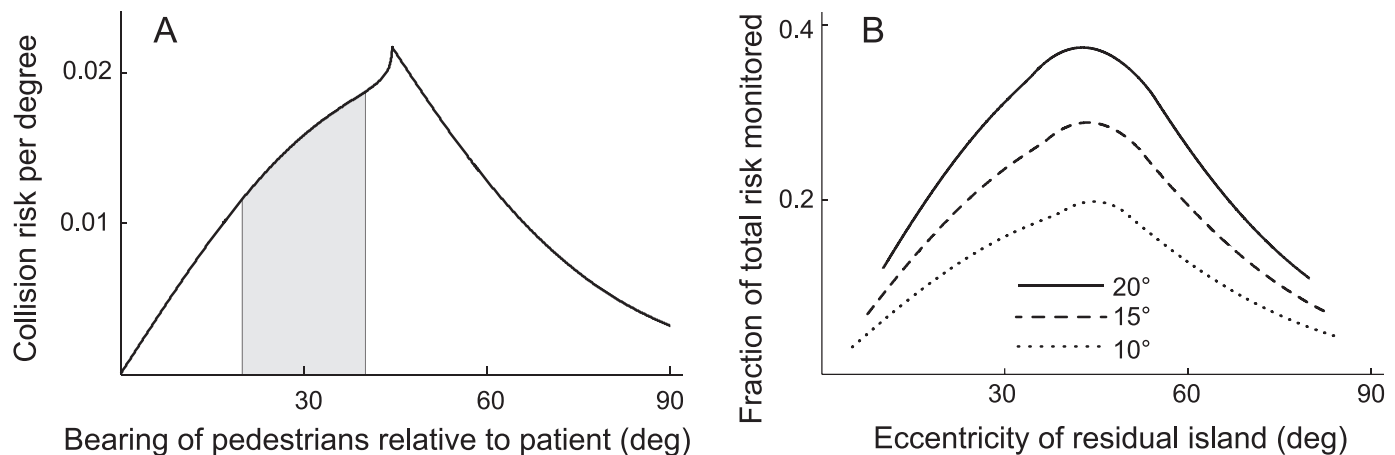 A
Collision risk per degree
0.02
0.01
30
60
90
Bearing of pedestrians relative to patient (deg)
B
Fraction of total risk monitored
0.4
0.2
20°
15°
10°
30
60
90
Eccentricity of residual island (deg)